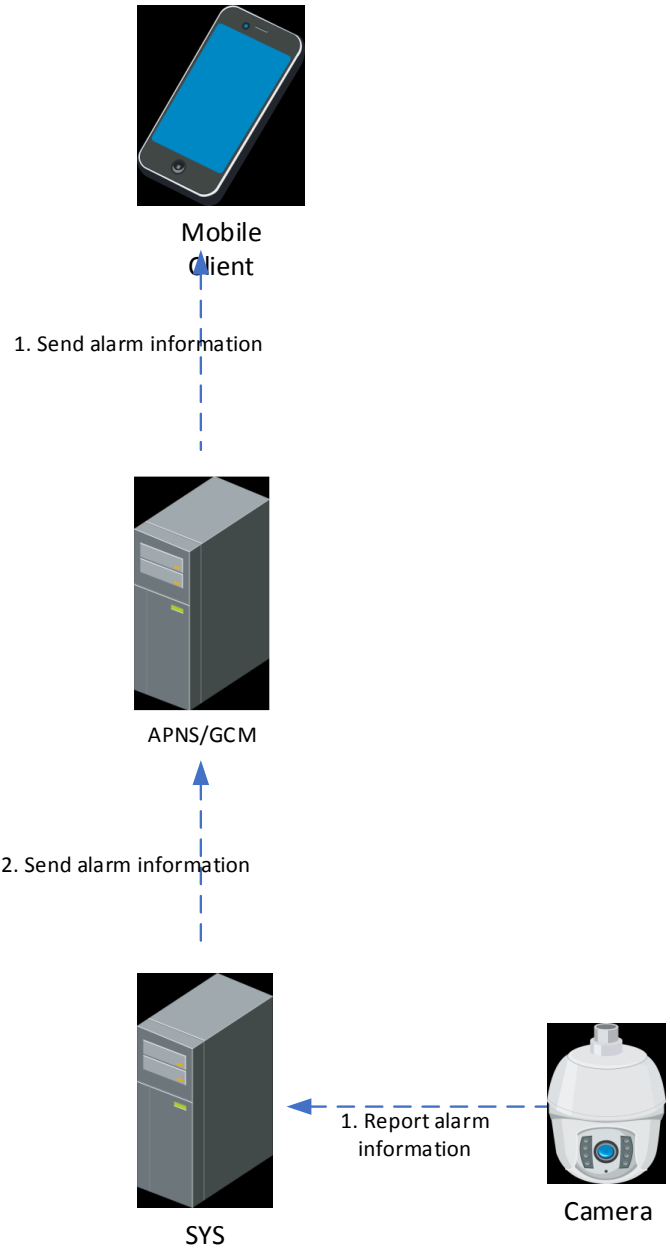 Mobile
Client
1. Send alarm information
APNS/GCM
2. Send alarm information
1. Report alarm
information
Camera
SYS